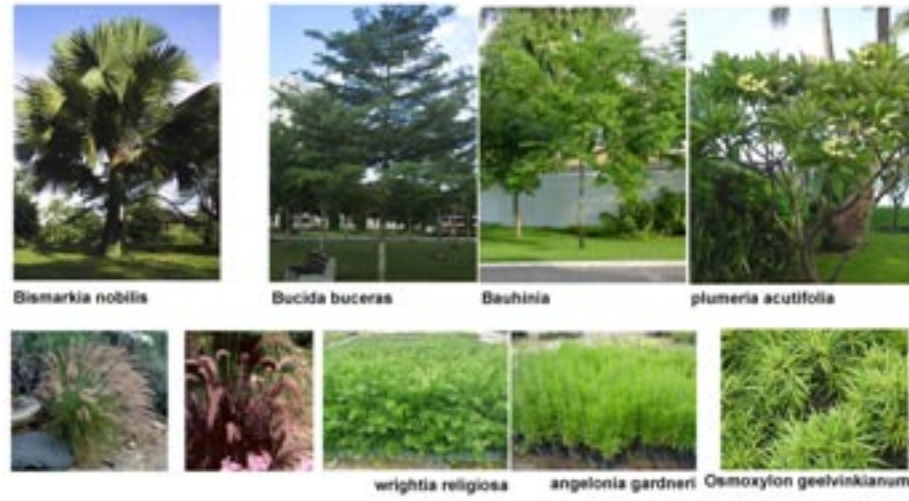 Bismarkia nobilis
Bucida buceras
Bauhinia
plumeria acutifolia
wrightia religiosa
angelonia gardneri
Osmoxylon geelvinkianum